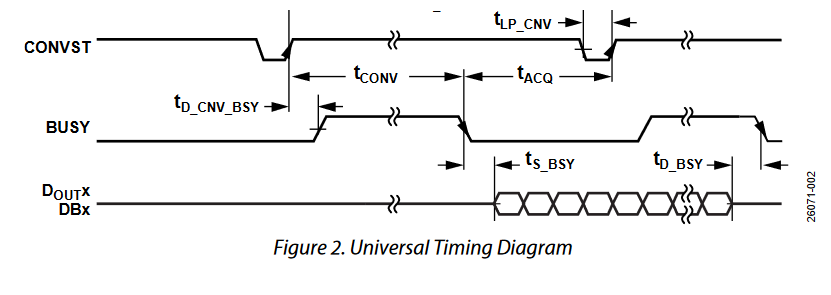 tLP_CNV
CONVST
tCONV
tACQ
tD_CNV_BSY
BUSY
tS_BSY
tD_BSY
DOUTx
DBx
26071-002
Figure 2. Universal Timing Diagram